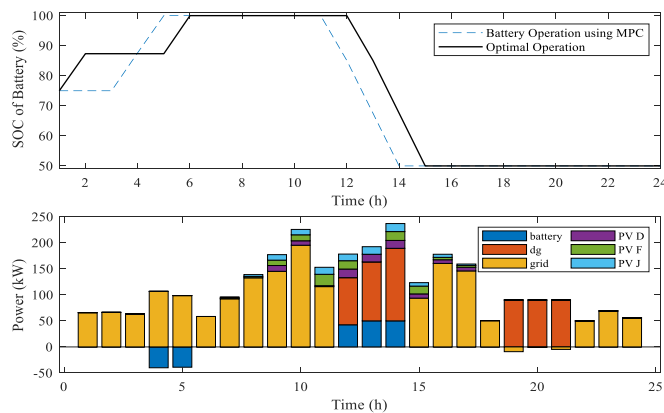 100
90
80
70
60
50
SOC of Battery (%)
Battery Operation using MPC
Optimal Operation
2 4 6 8 10 12 14 16 18 20 22 24
Time (h)
250
200
150
100
50
0
-50
Power (kW)
battery PV D
dg PV F
grid PV J
0 5 10 15 20 25
Time (h)